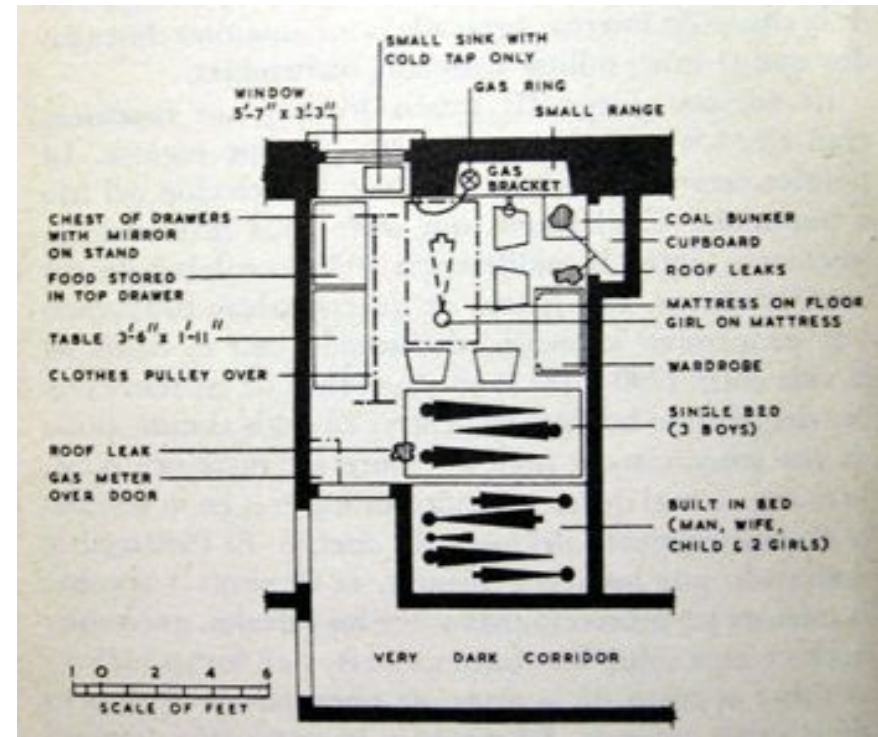 SMALL SINK WITH
COLD TAP ONLY
GAS RING
WINDOW
5'-7" X 3'-3"
SMALL RANGE
GAS
BRACKET
CHEST OF DRAWERS
WITH MIRROR
ON STAND
FOOD STORED
IN TOP DRAWER
TABLE 3'-6" X 1'-11"
CLOTHES PULLEY OVER
ROOF LEAK
GAS METER
OVER DOOR
COAL BUNKER
CUPBOARD
ROOF LEAKS
MATTRESS ON FLOOR
GIRL ON MATTRESS
WARDROBE
SINGLE BED
(3 BOYS)
BUILT IN BED
(MAN, WIFE,
CHILD & 2 GIRLS)
VERY DARK CORRIDOR
1 0 2 4 6
SCALE OF FEET